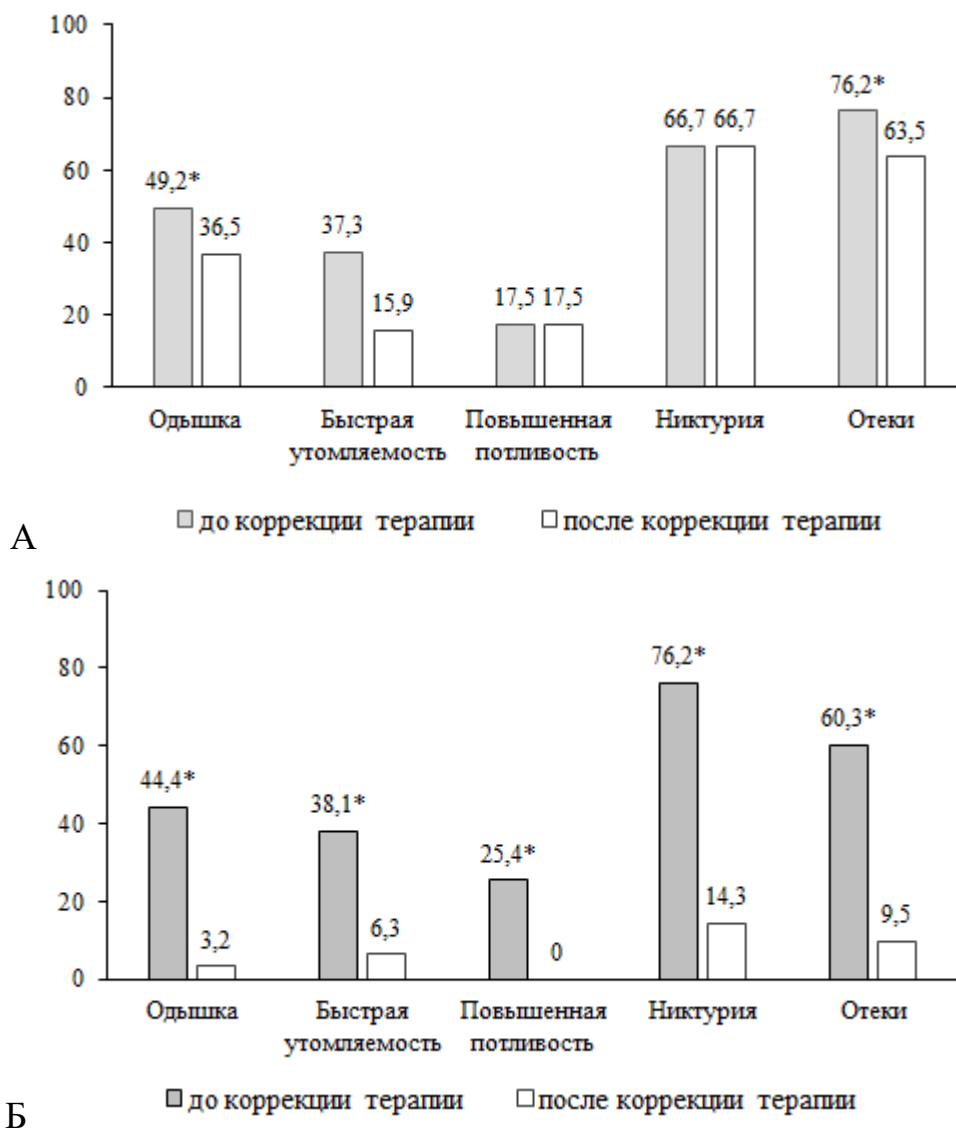 100
80
60
40
20
0
49,2*
36,5
37,3
15,9
17,5 17,5
66,7 66,7
76,2*
63,5
Одышка
Быстрая
утомляемость
Повышенная
потливость
Никтурия
Отеки
до коррекции терапии
после коррекции терапии
А
100
80
60
40
20
0
44,4*
3,2
38,1*
6,3
25,4*
0
76,2*
14,3
60,3*
9,5
Одышка
Быстрая
утомляемость
Повышенная
потливость
Никтурия
Отеки
до коррекции терапии
после коррекции терапии
Б